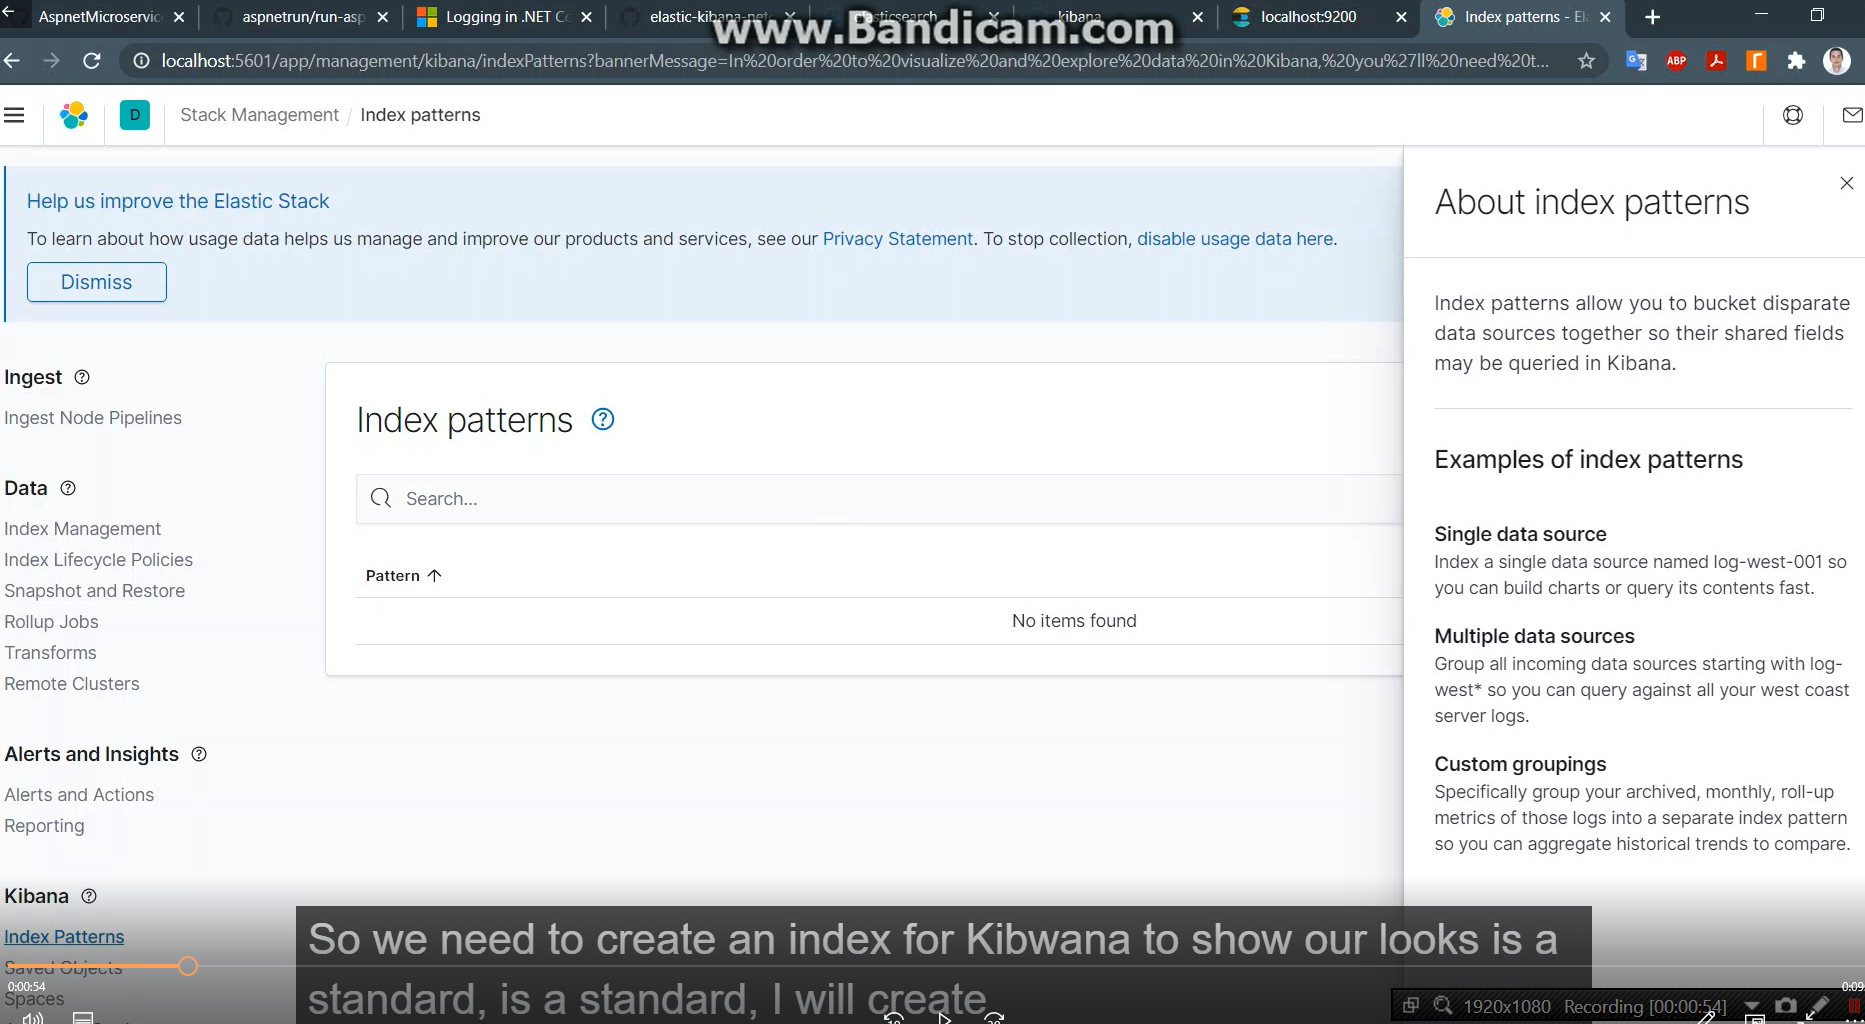 AspnetMicroservic
aspnetrun/run-asp
Logging in .NET Co
elastic-kibana-net
elasticsearch
kibana
localhost:9200
Index patterns - El
www.Bandicam.com
localhost:5601/app/management/kibana/indexPatterns?bannerMessage=In%20order%20to%20visualize%20and%20explore%20data%20in%20Kibana,%20you%27ll%20need%20t...
ABP
D
Stack Management / Index patterns
Help us improve the Elastic Stack
To learn about how usage data helps us manage and improve our products and services, see our Privacy Statement. To stop collection, disable usage data here.
Dismiss
Ingest
Ingest Node Pipelines
Data
Index Management
Index Lifecycle Policies
Snapshot and Restore
Rollup Jobs
Transforms
Remote Clusters
Alerts and Insights
Alerts and Actions
Reporting
Kibana
Index Patterns
Saved Objects
Spaces
Index patterns
Search...
Pattern ↑
No items found
About index patterns
Index patterns allow you to bucket disparate
data sources together so their shared fields
may be queried in Kibana.
Examples of index patterns
Single data source
Index a single data source named log-west-001 so
you can build charts or query its contents fast.
Multiple data sources
Group all incoming data sources starting with log-
west* so you can query against all your west coast
server logs.
Custom groupings
Specifically group your archived, monthly, roll-up
metrics of those logs into a separate index pattern
so you can aggregate historical trends to compare.
So we need to create an index for Kibwana to show our looks is a
standard, is a standard, I will create
0:00:54
0:09
10
30
1920x1080 Recording [00:00:54]